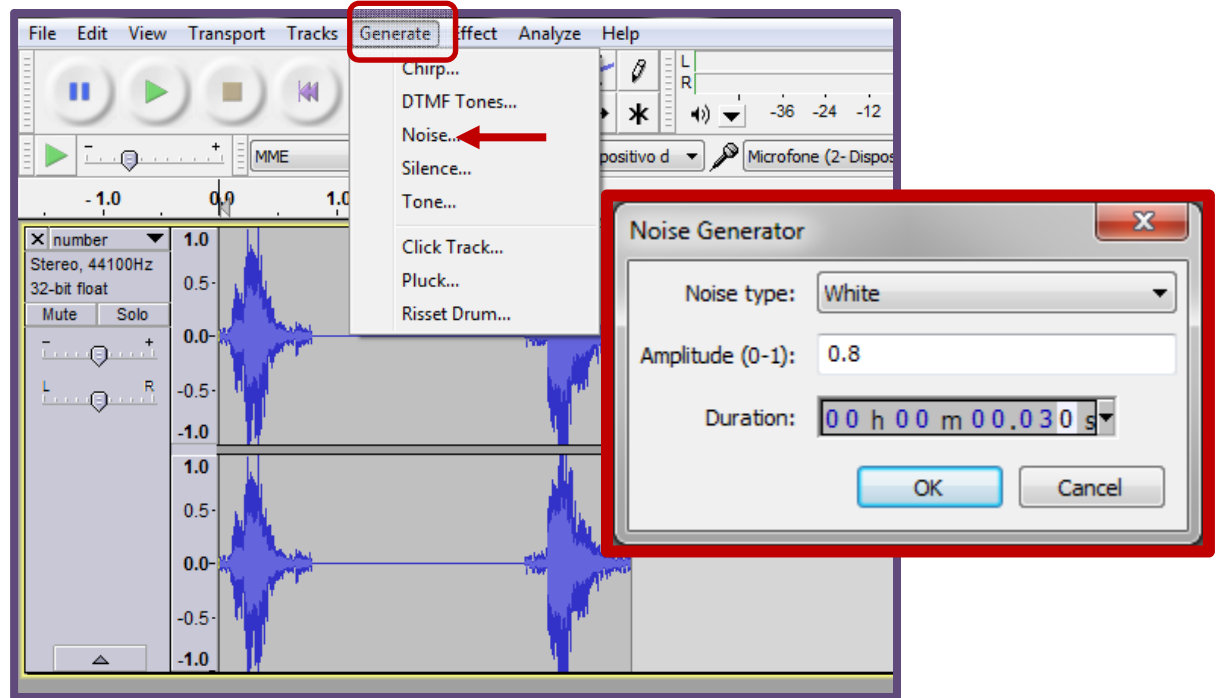 File Edit View Transport Tracks Generate Effect Analyze Help
Chirp...
DTMF Tones...
Noise...
Silence...
Tone...
Click Track...
Pluck...
Risset Drum...
L
R
-36 -24 -12
- +
MME
positivo d
Microfone (2- Dispos
- 1.0 0,0 1.0
X number
Stereo, 44100Hz
32-bit float
Mute Solo
- +
L R
1.0
0.5-
0.0-
-0.5-
-1.0
1.0
0.5-
0.0-
-0.5-
-1.0
Noise Generator
X
Noise type: White
Amplitude (0-1): 0.8
Duration: 00 h 00 m 00.030 s
OK Cancel